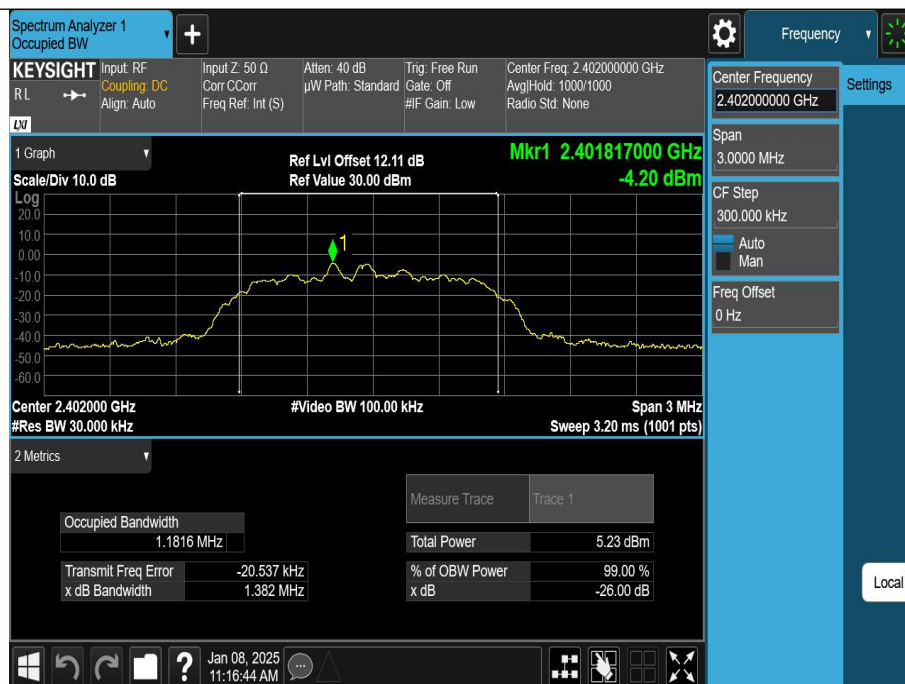 Spectrum Analyzer 1
Occupied BW
+
Frequency
KEYSIGHT
RL
LXI
Input: RF
Coupling: DC
Align: Auto
Input Z: 50 Ω
Corr CCorr
Freq Ref: Int (S)
Atten: 40 dB
µW Path: Standard
Trig: Free Run
Gate: Off
#IF Gain: Low
Center Freq: 2.402000000 GHz
Avg|Hold: 1000/1000
Radio Std: None
Center Frequency
2.402000000 GHz
Settings
Span
3.0000 MHz
CF Step
300.000 kHz
Auto
Man
Freq Offset
0 Hz
1 Graph
Scale/Div 10.0 dB
Ref Lvl Offset 12.11 dB
Ref Value 30.00 dBm
Mkr1 2.401817000 GHz
-4.20 dBm
Log
20.0
10.0
0.00
-10.0
-20.0
-30.0
-40.0
-50.0
-60.0
1
Center 2.402000 GHz
#Res BW 30.000 kHz
#Video BW 100.00 kHz
Span 3 MHz
Sweep 3.20 ms (1001 pts)
2 Metrics
Measure Trace Trace 1
Occupied Bandwidth
1.1816 MHz
Total Power 5.23 dBm
Transmit Freq Error -20.537 kHz
% of OBW Power 99.00 %
x dB Bandwidth 1.382 MHz
x dB -26.00 dB
Local
?
Jan 08, 2025
11:16:44 AM